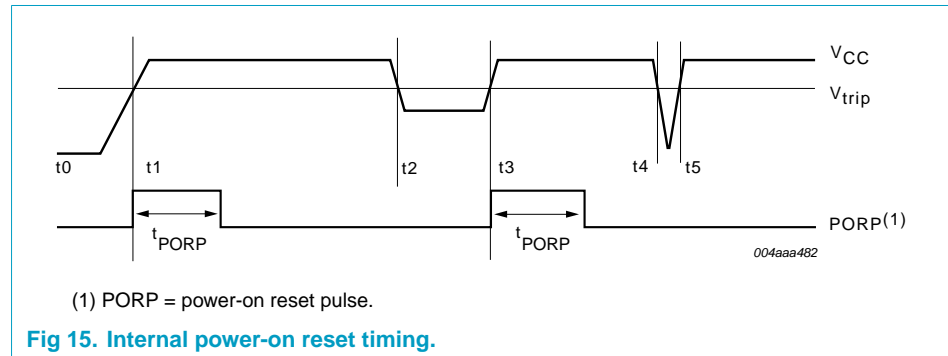 VCC
Vtrip
t0 t1 t2 t3 t4 t5
PORP(1)
tPORP tPORP
004aaa482
(1) PORP = power-on reset pulse.
Fig 15. Internal power-on reset timing.